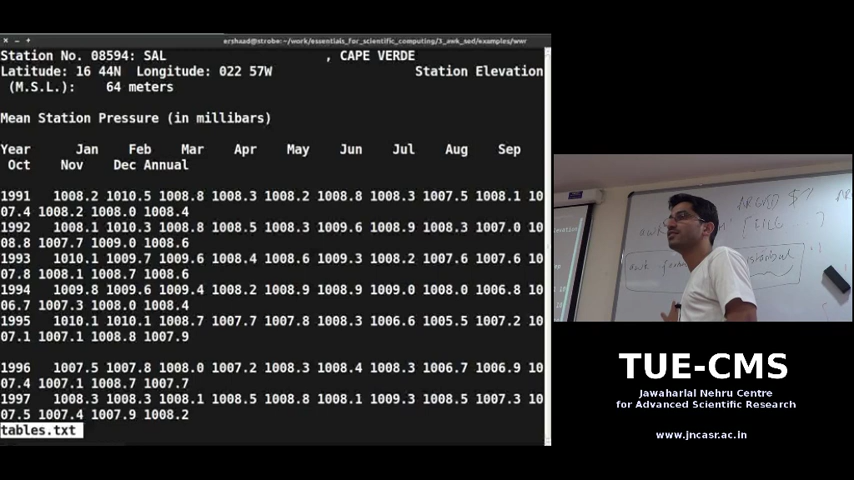 ershaad@strobe:~/work/essentials_for_scientific_computing/3_awk_sed/examples/wwr
Station No. 08594: SAL , CAPE VERDE
Latitude: 16 44N Longitude: 022 57W Station Elevation
(M.S.L.): 64 meters
Mean Station Pressure (in millibars)
Year Jan Feb Mar Apr May Jun Jul Aug Sep
Oct Nov Dec Annual
1991 1008.2 1010.5 1008.8 1008.3 1008.2 1008.8 1008.3 1007.5 1008.1 10
07.4 1008.2 1008.0 1008.4
1992 1008.1 1010.3 1008.8 1008.5 1008.3 1009.6 1008.9 1008.3 1007.0 10
08.8 1007.7 1009.0 1008.6
1993 1010.1 1009.7 1009.6 1008.4 1008.6 1009.3 1008.2 1007.6 1007.6 10
07.8 1008.1 1008.7 1008.6
1994 1009.8 1009.6 1009.4 1008.2 1008.9 1008.9 1009.0 1008.0 1006.8 10
06.7 1007.3 1008.0 1008.4
1995 1010.1 1010.1 1008.7 1007.7 1007.8 1008.3 1006.6 1005.5 1007.2 10
07.1 1007.1 1008.8 1007.9
1996 1007.5 1007.8 1008.0 1007.2 1008.3 1008.4 1008.3 1006.7 1006.9 10
07.4 1007.1 1008.7 1007.7
1997 1008.3 1008.3 1008.1 1008.5 1008.8 1008.1 1009.3 1008.5 1007.3 10
07.5 1007.4 1007.9 1008.2
tables.txt
awk
FILE
awk
TUE-CMS
Jawaharlal Nehru Centre
for Advanced Scientific Research
www.jncasr.ac.in